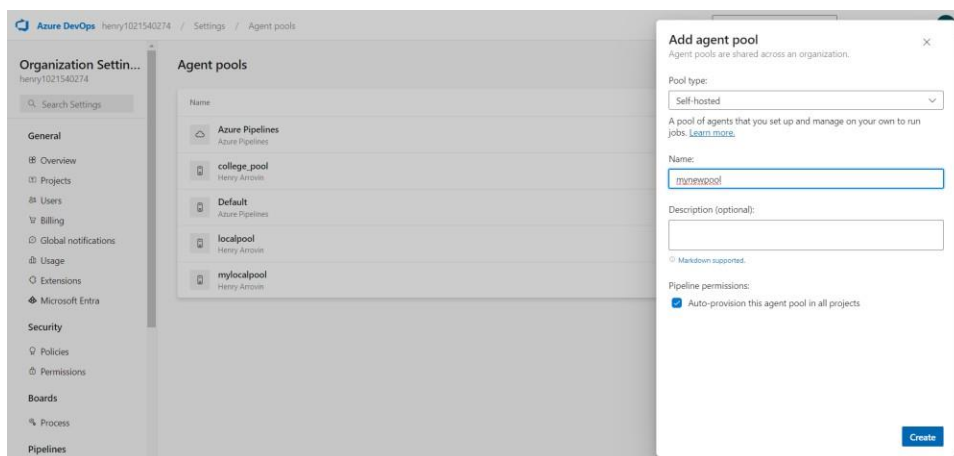 Azure DevOps henry1021540274 / Settings / Agent pools
Organization Settin...
henry1021540274
Search Settings
General
Overview
Projects
Users
Billing
Global notifications
Usage
Extensions
Microsoft Entra
Security
Policies
Permissions
Boards
Process
Pipelines
Agent pools
Name
Azure Pipelines
Azure Pipelines
college_pool
Henry Arrovin
Default
Azure Pipelines
localpool
Henry Arrovin
mylocalpool
Henry Arrovin
Add agent pool
Agent pools are shared across an organization.
Pool type:
Self-hosted
A pool of agents that you set up and manage on your own to run
jobs. Learn more.
Name:
mynewpool
Description (optional):
Markdown supported.
Pipeline permissions:
Auto-provision this agent pool in all projects
Create